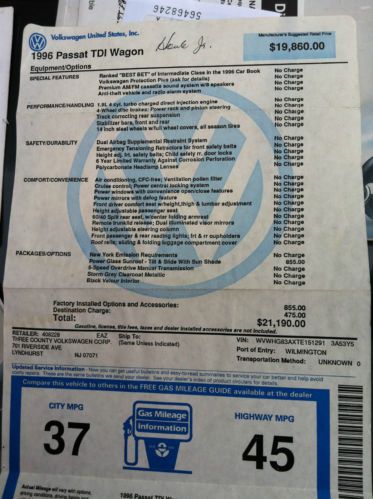 56468246
Volkswagen United States, Inc.
Manufacturer's Suggested Retail Price
1996 Passat TDI Wagon
$19,860.00
Equipment/Options
SPECIAL FEATURES Ranked "BEST BET" of Intermediate Class in the 1996 Car Book No Charge
Volkswagen Protection Plus (ask for details) No Charge
Premium AM/FM cassette sound system w/8 speakers No Charge
Anti-theft vehicle and radio alarm system No Charge
PERFORMANCE/HANDLING 1.9L 4 cyl. turbo charged direct injection engine No Charge
4-Wheel disc brakes; Power rack and pinion steering No Charge
Track correcting rear suspension No Charge
Stabilizer bars, front and rear No Charge
14 inch steel wheels w/full wheel covers, all season tires No Charge
SAFETY/DURABILITY Dual Airbag Supplemental Restraint System No Charge
Emergency Tensioning Retractors for front safety belts No Charge
Height adj. frt. safety belts; Child safety rr. door locks No Charge
6 Year Limited Warranty Against Corrosion Perforation No Charge
Polycarbonate Headlamp Lenses No Charge
COMFORT/CONVENIENCE Air conditioning, CFC-free; Ventilation pollen filter No Charge
Cruise control; Power central locking system No Charge
Power windows with convenience open/close features No Charge
Power mirrors with defog feature No Charge
Front driver comfort seat w/height,thigh & lumbar adjustment No Charge
Height adjustable passenger seat No Charge
60/40 Split rear seat, w/center folding armrest No Charge
Remote trunk/lid release; Dual illuminated visor mirrors No Charge
Height adjustable steering column No Charge
Front passenger & rear reading lights; frt & rr cupholders No Charge
Roof rails; sliding & foldup luggage compartment cover No Charge
PACKAGES/OPTIONS New York Emission Requirements No Charge
Power Glass Sunroof - Tilt & Slide With Sun Shade 855.00
5-Speed Overdrive Manual Transmission No Charge
Storm Grey Clearcoat Metallic No Charge
Black Velour Interior No Charge
Factory Installed Options and Accessories: 855.00
Destination Charge: 475.00
Total: $21,190.00
Gasoline, license, title fees, taxes and dealer installed accessories are not included.
RETAILER: 408228 EAZ Ship To: VIN: WVWHG83AXTE151291 3A53Y5
THREE COUNTY VOLKSWAGEN CORP. (Same Unless Indicated) Port of Entry: WILMINGTON
701 RIVERSIDE AVE Transportation Method: UNKNOWN 0
LYNDHURST NJ 07071
Updated Service Information
Compare this vehicle to others in the FREE GAS MILEAGE GUIDE available at the dealer
CITY MPG
37
Gas Mileage
Information
HIGHWAY MPG
45
Actual Mileage will vary with options,
driving conditions, driving
1996 Passat TDI Wagon